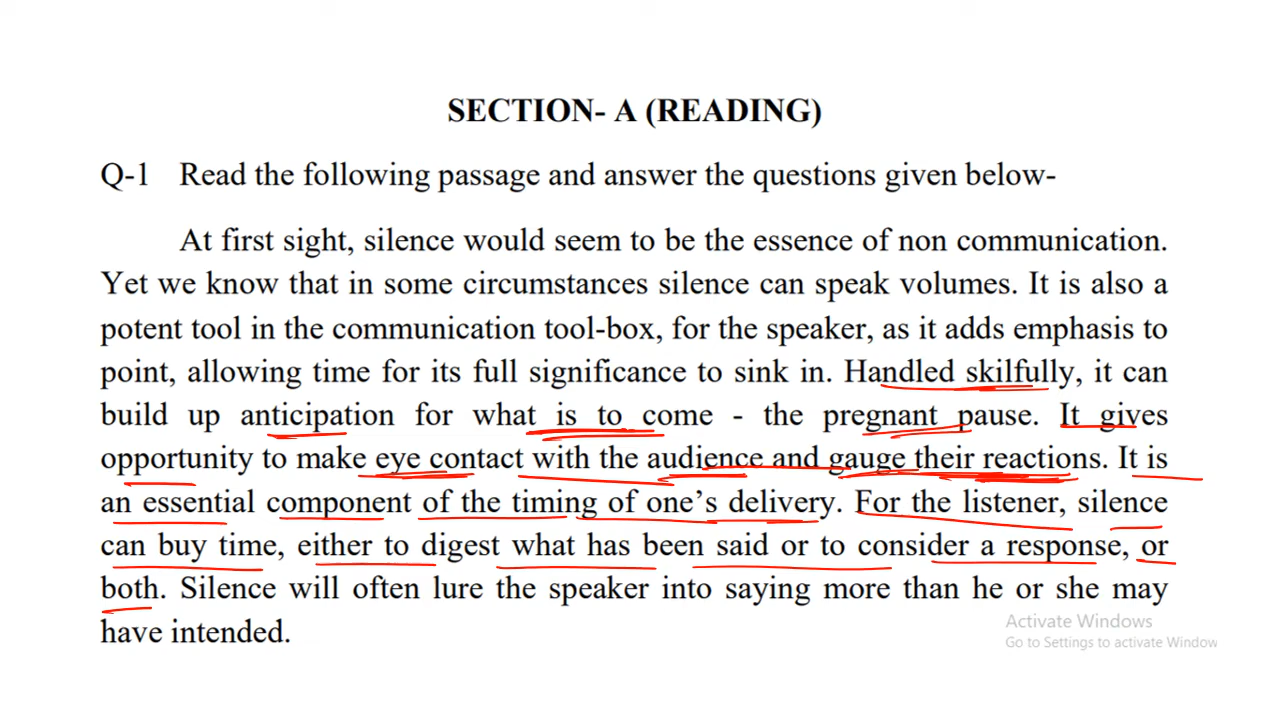 SECTION- A (READING)
Q-1 Read the following passage and answer the questions given below-
At first sight, silence would seem to be the essence of non communication.
Yet we know that in some circumstances silence can speak volumes. It is also a
potent tool in the communication tool-box, for the speaker, as it adds emphasis to
point, allowing time for its full significance to sink in. Handled skilfully, it can
build up anticipation for what is to come - the pregnant pause. It gives
opportunity to make eye contact with the audience and gauge their reactions. It is
an essential component of the timing of one's delivery. For the listener, silence
can buy time, either to digest what has been said or to consider a response, or
both. Silence will often lure the speaker into saying more than he or she may
have intended.
Activate Windows
Go to Settings to activate Window